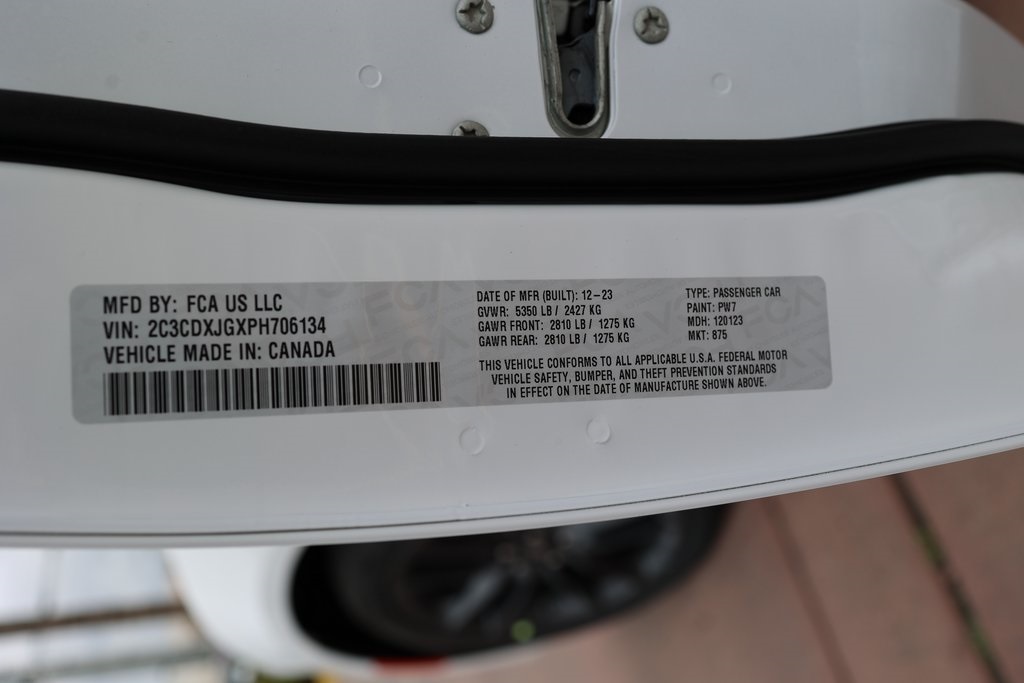 MFD BY: FCA US LLC
VIN: 2C3CDXJGXPH706134
VEHICLE MADE IN: CANADA
DATE OF MFR (BUILT): 12-23
GVWR: 5350 LB / 2427 KG
GAWR FRONT: 2810 LB / 1275 KG
GAWR REAR: 2810 LB / 1275 KG
TYPE: PASSENGER CAR
PAINT: PW7
MDH: 120123
MKT: 875
THIS VEHICLE CONFORMS TO ALL APPLICABLE U.S.A. FEDERAL MOTOR
VEHICLE SAFETY, BUMPER, AND THEFT PREVENTION STANDARDS
IN EFFECT ON THE DATE OF MANUFACTURE SHOWN ABOVE.